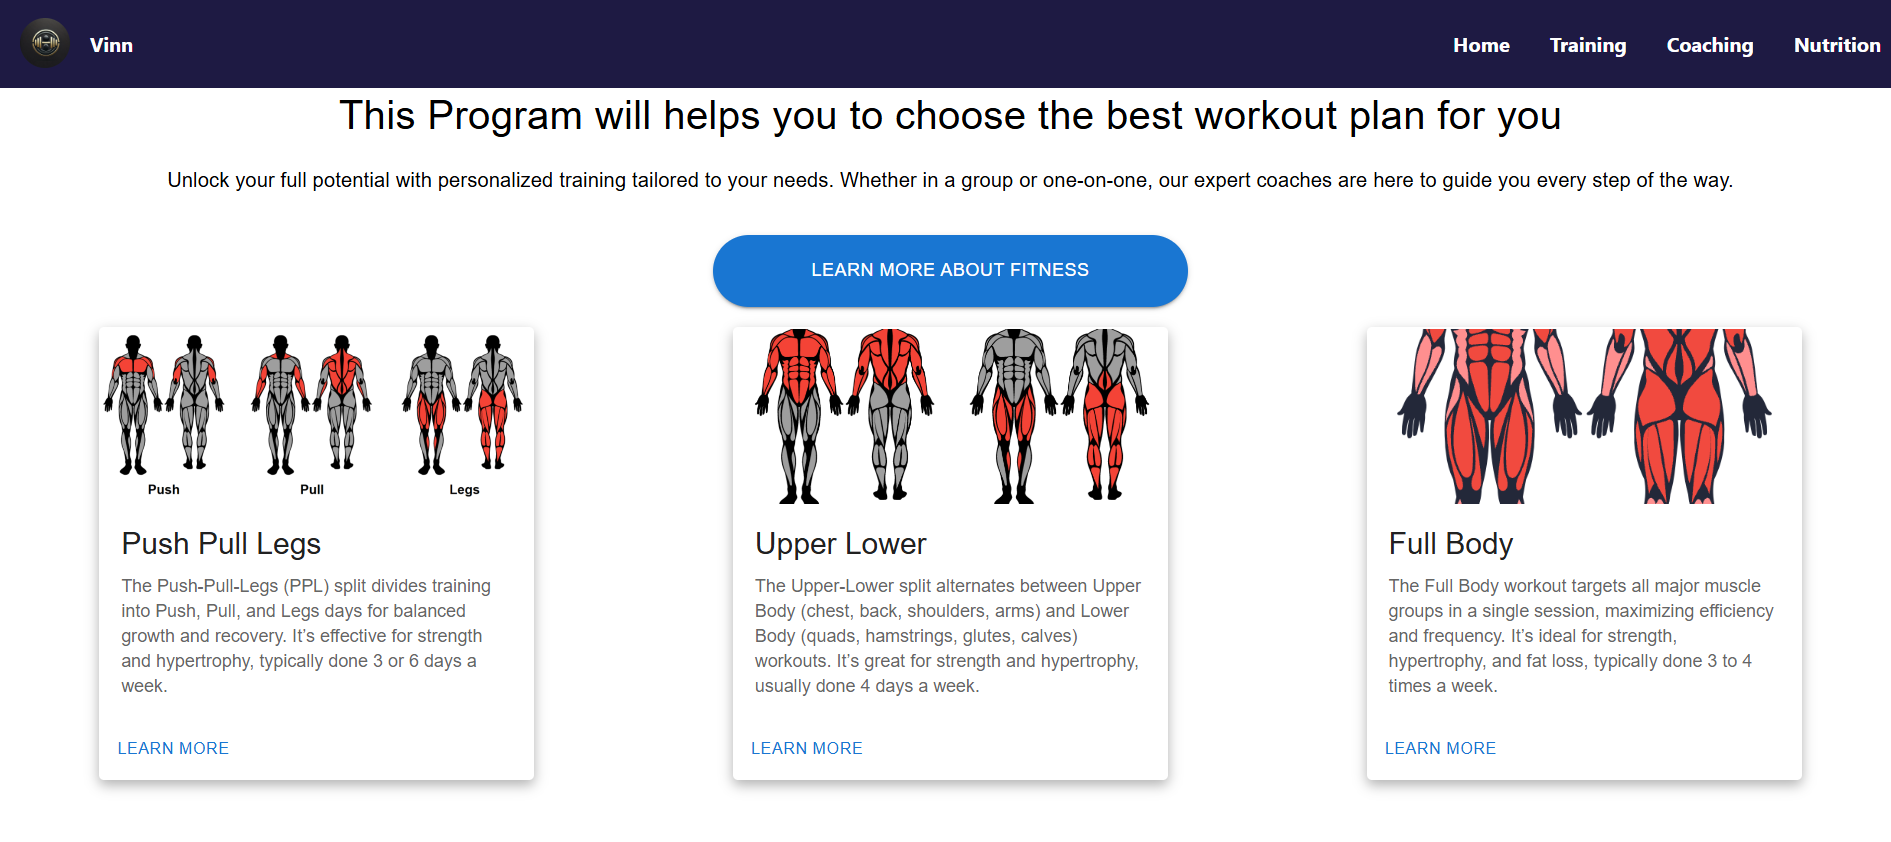 Vinn
Home Training Coaching Nutrition
This Program will helps you to choose the best workout plan for you
Unlock your full potential with personalized training tailored to your needs. Whether in a group or one-on-one, our expert coaches are here to guide you every step of the way.
LEARN MORE ABOUT FITNESS
Push Pull Legs
Push Pull Legs
The Push-Pull-Legs (PPL) split divides training
into Push, Pull, and Legs days for balanced
growth and recovery. It’s effective for strength
and hypertrophy, typically done 3 or 6 days a
week.
LEARN MORE
Upper Lower
The Upper-Lower split alternates between Upper
Body (chest, back, shoulders, arms) and Lower
Body (quads, hamstrings, glutes, calves)
workouts. It’s great for strength and hypertrophy,
usually done 4 days a week.
LEARN MORE
Full Body
The Full Body workout targets all major muscle
groups in a single session, maximizing efficiency
and frequency. It’s ideal for strength,
hypertrophy, and fat loss, typically done 3 to 4
times a week.
LEARN MORE